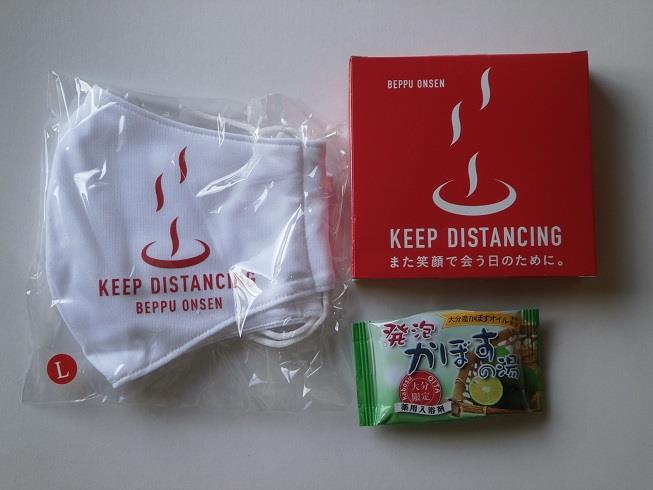 KEEP DISTANCING
BEPPU ONSEN
L
BEPPU ONSEN
KEEP DISTANCING
また笑顔で会う日のために。
大分産かぼすオイル
発泡
かぼすの湯
kabosu OITA
大分
限定
薬用入浴剤